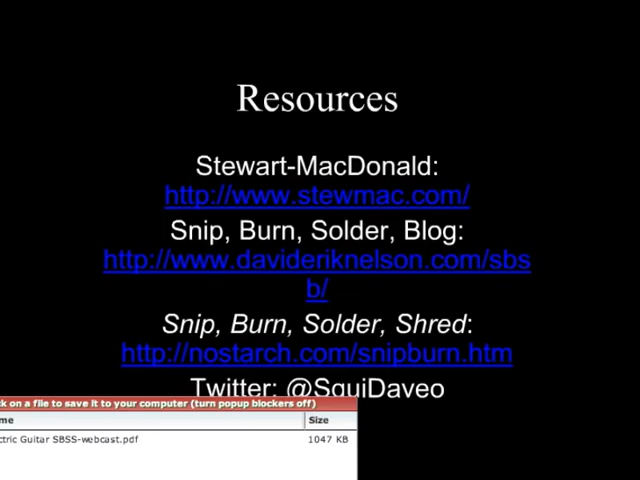 Resources
Stewart-MacDonald:
http://www.stewmac.com/
Snip, Burn, Solder, Blog:
http://www.davideriknelson.com/sbs
b/
Snip, Burn, Solder, Shred:
http://nostarch.com/snipburn.htm
Twitter: @SquiDaveo
ck on a file to save it to your computer (turn popup blockers off)
me Size
ctric Guitar SBSS-webcast.pdf 1047 KB